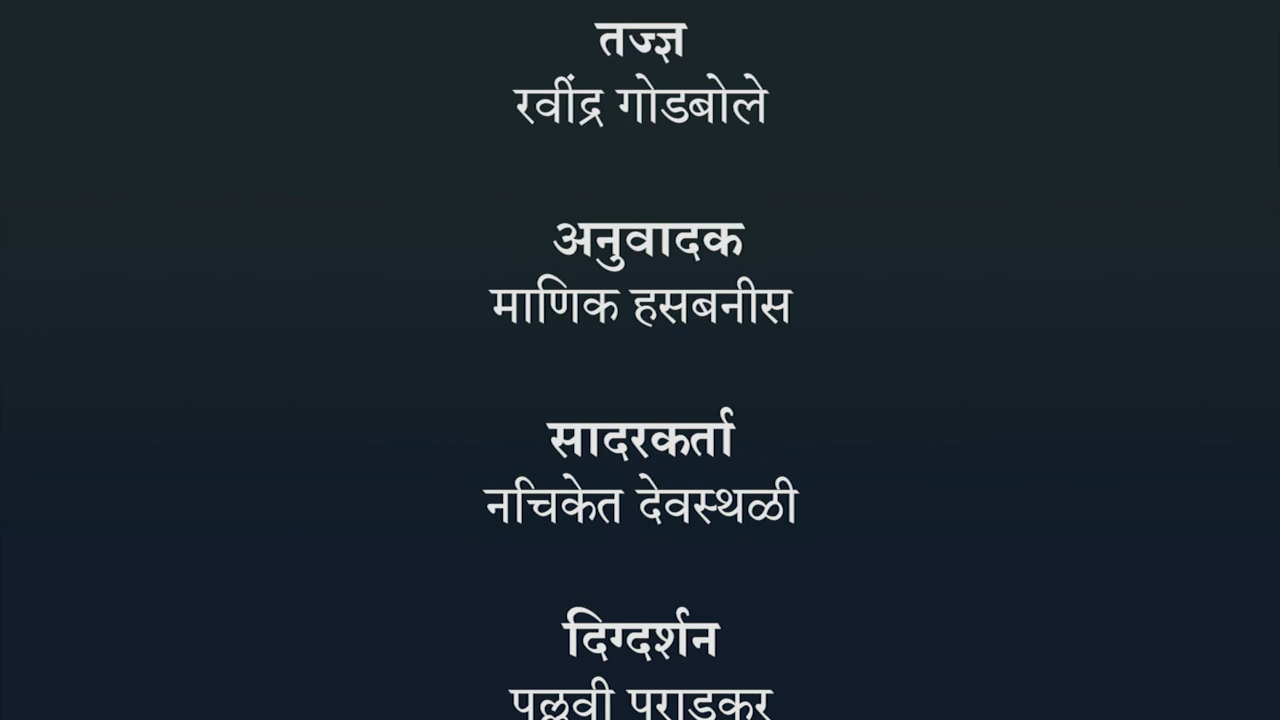 तज्ज्ञ
रवींद्र गोडबोले
अनुवादक
माणिक हसबनीस
सादरकर्ता
नचिकेत देवस्थळी
दिग्दर्शन
पल्लवी पराडकर